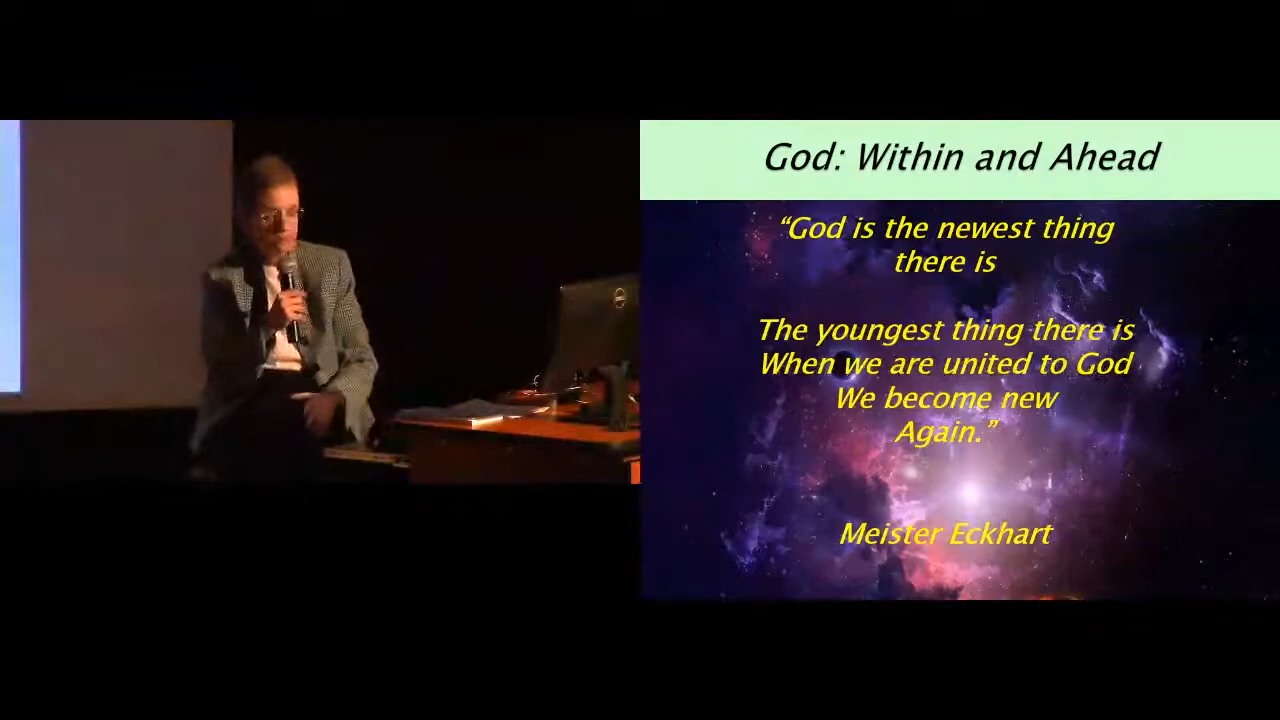 God: Within and Ahead
“God is the newest thing
there is
The youngest thing there is
When we are united to God
We become new
Again.”
Meister Eckhart